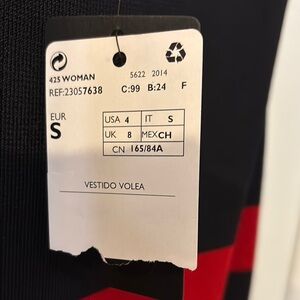 425 WOMAN 5622 2014
REF:23057638 C:99 B:24 F
EUR
S
USA 4 IT S
UK 8 MEX CH
CN 165/84A
VESTIDO VOLEA